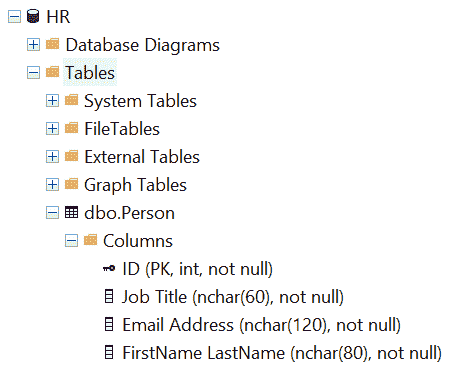 HR
Database Diagrams
Tables
System Tables
FileTables
External Tables
Graph Tables
dbo.Person
Columns
ID (PK, int, not null)
Job Title (nchar(60), not null)
Email Address (nchar(120), not null)
FirstName LastName (nchar(80), not null)